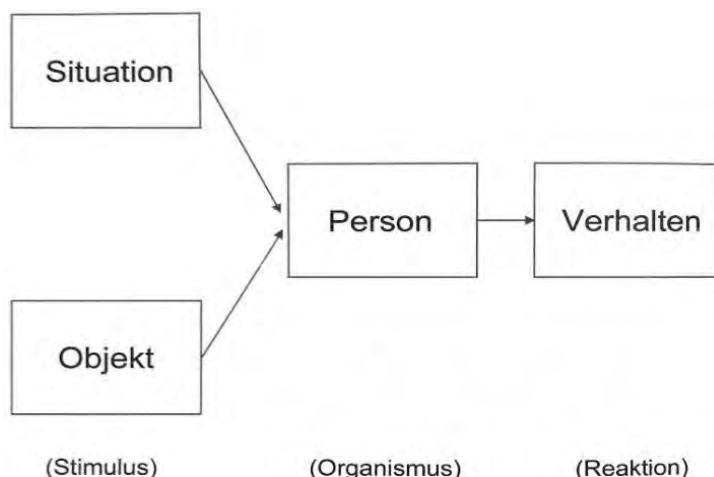 Situation
Person
Verhalten
Objekt
(Stimulus)
(Organismus)
(Reaktion)